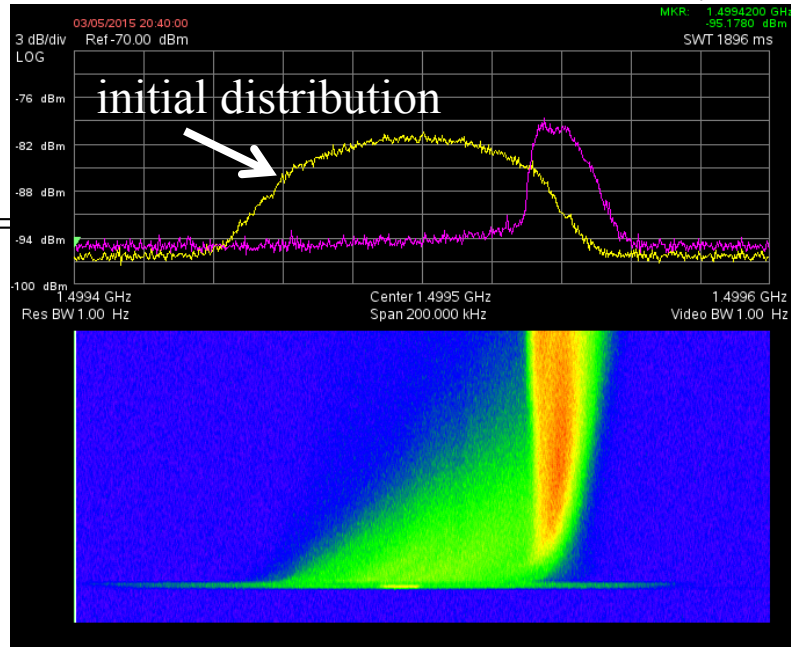 MKR: 1.4994200 GHz
03/05/2015 20:40:00
-95.1780 dBm
3 dB/div Ref-70.00 dBm SWT 1896 ms
LOG
-76 dBm
initial distribution
-82 dBm
-88 dBm
-94 dBm
-100 dBm
1.4994 GHz Center 1.4995 GHz 1.4996 GHz
Res BW 1.00 Hz Span 200.000 kHz Video BW 1.00 Hz